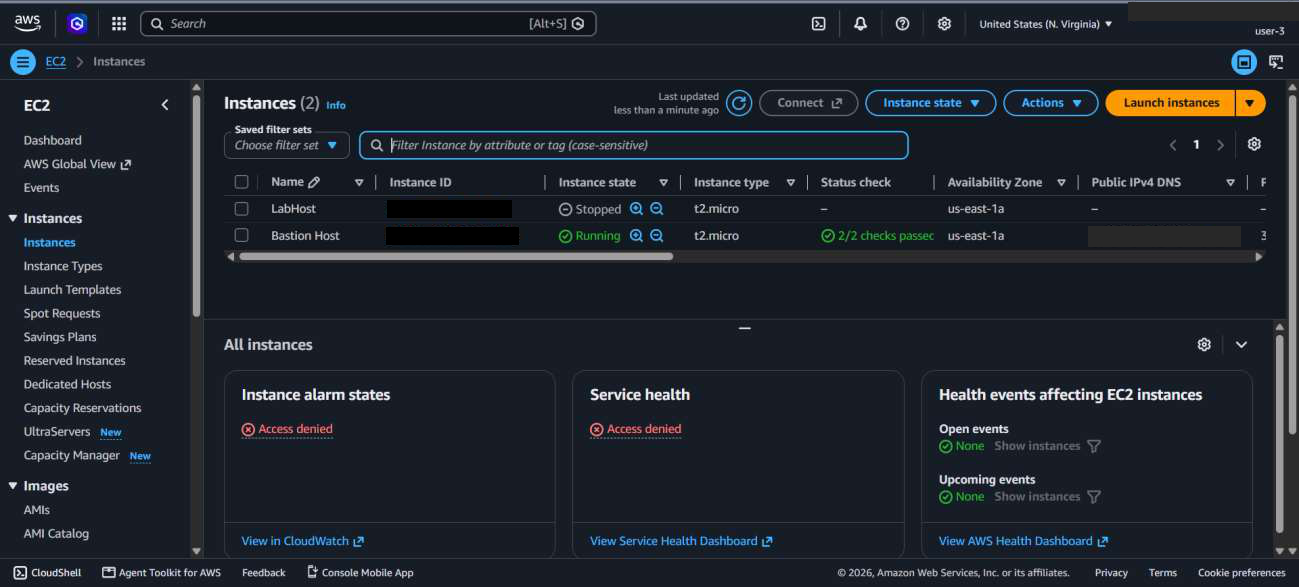 aws Search [Alt+S] United States (N. Virginia) ▼
user-3
EC2 > Instances
EC2
Dashboard
AWS Global View
Events
▼ Instances
Instances
Instance Types
Launch Templates
Spot Requests
Savings Plans
Reserved Instances
Dedicated Hosts
Capacity Reservations
UltraServers New
Capacity Manager New
▼ Images
AMIs
AMI Catalog
Instances (2) Info
Last updated
less than a minute ago
Connect
Instance state ▼
Actions ▼
Launch instances ▼
Saved filter sets
Choose filter set ▼
Filter Instance by attribute or tag (case-sensitive)
< 1 >
Name Instance ID Instance state Instance type Status check Availability Zone Public IPv4 DNS
LabHost Stopped t2.micro – us-east-1a – –
Bastion Host Running t2.micro 2/2 checks passec us-east-1a 3
All instances
Instance alarm states
Access denied
View in CloudWatch
Service health
Access denied
View Service Health Dashboard
Health events affecting EC2 instances
Open events
None Show instances
Upcoming events
None Show instances
View AWS Health Dashboard
CloudShell Agent Toolkit for AWS Feedback Console Mobile App © 2026, Amazon Web Services, Inc. or its affiliates. Privacy Terms Cookie preferences